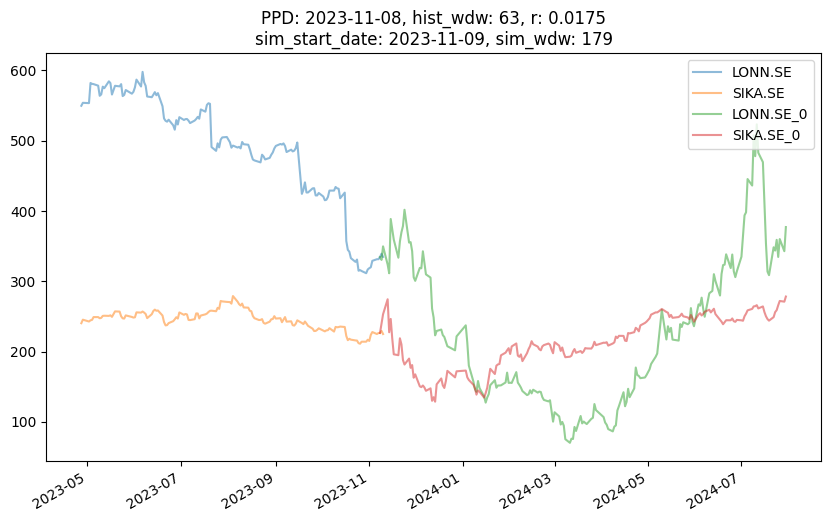 PPD: 2023-11-08, hist_wdw: 63, r: 0.0175
sim_start_date: 2023-11-09, sim_wdw: 179
600
500
400
300
200
100
LONN.SE
SIKA.SE
LONN.SE_0
SIKA.SE_0
2023-05
2023-07
2023-09
2023-11
2024-01
2024-03
2024-05
2024-07